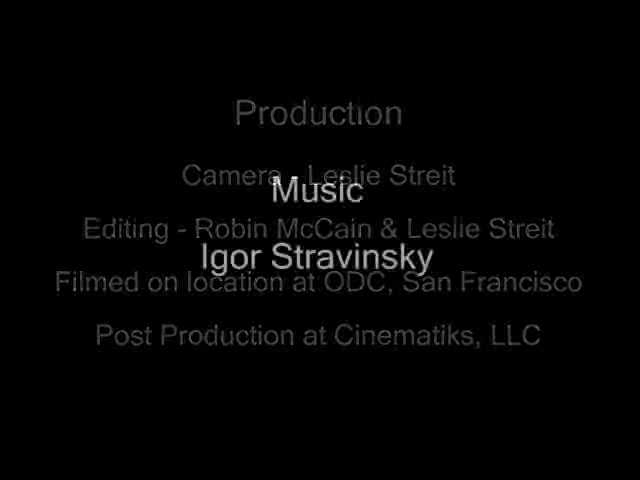 Production
Camera - Leslie Streit
Music
Editing - Robin McCain & Leslie Streit
Igor Stravinsky
Filmed on location at ODC, San Francisco
Post Production at Cinematiks, LLC